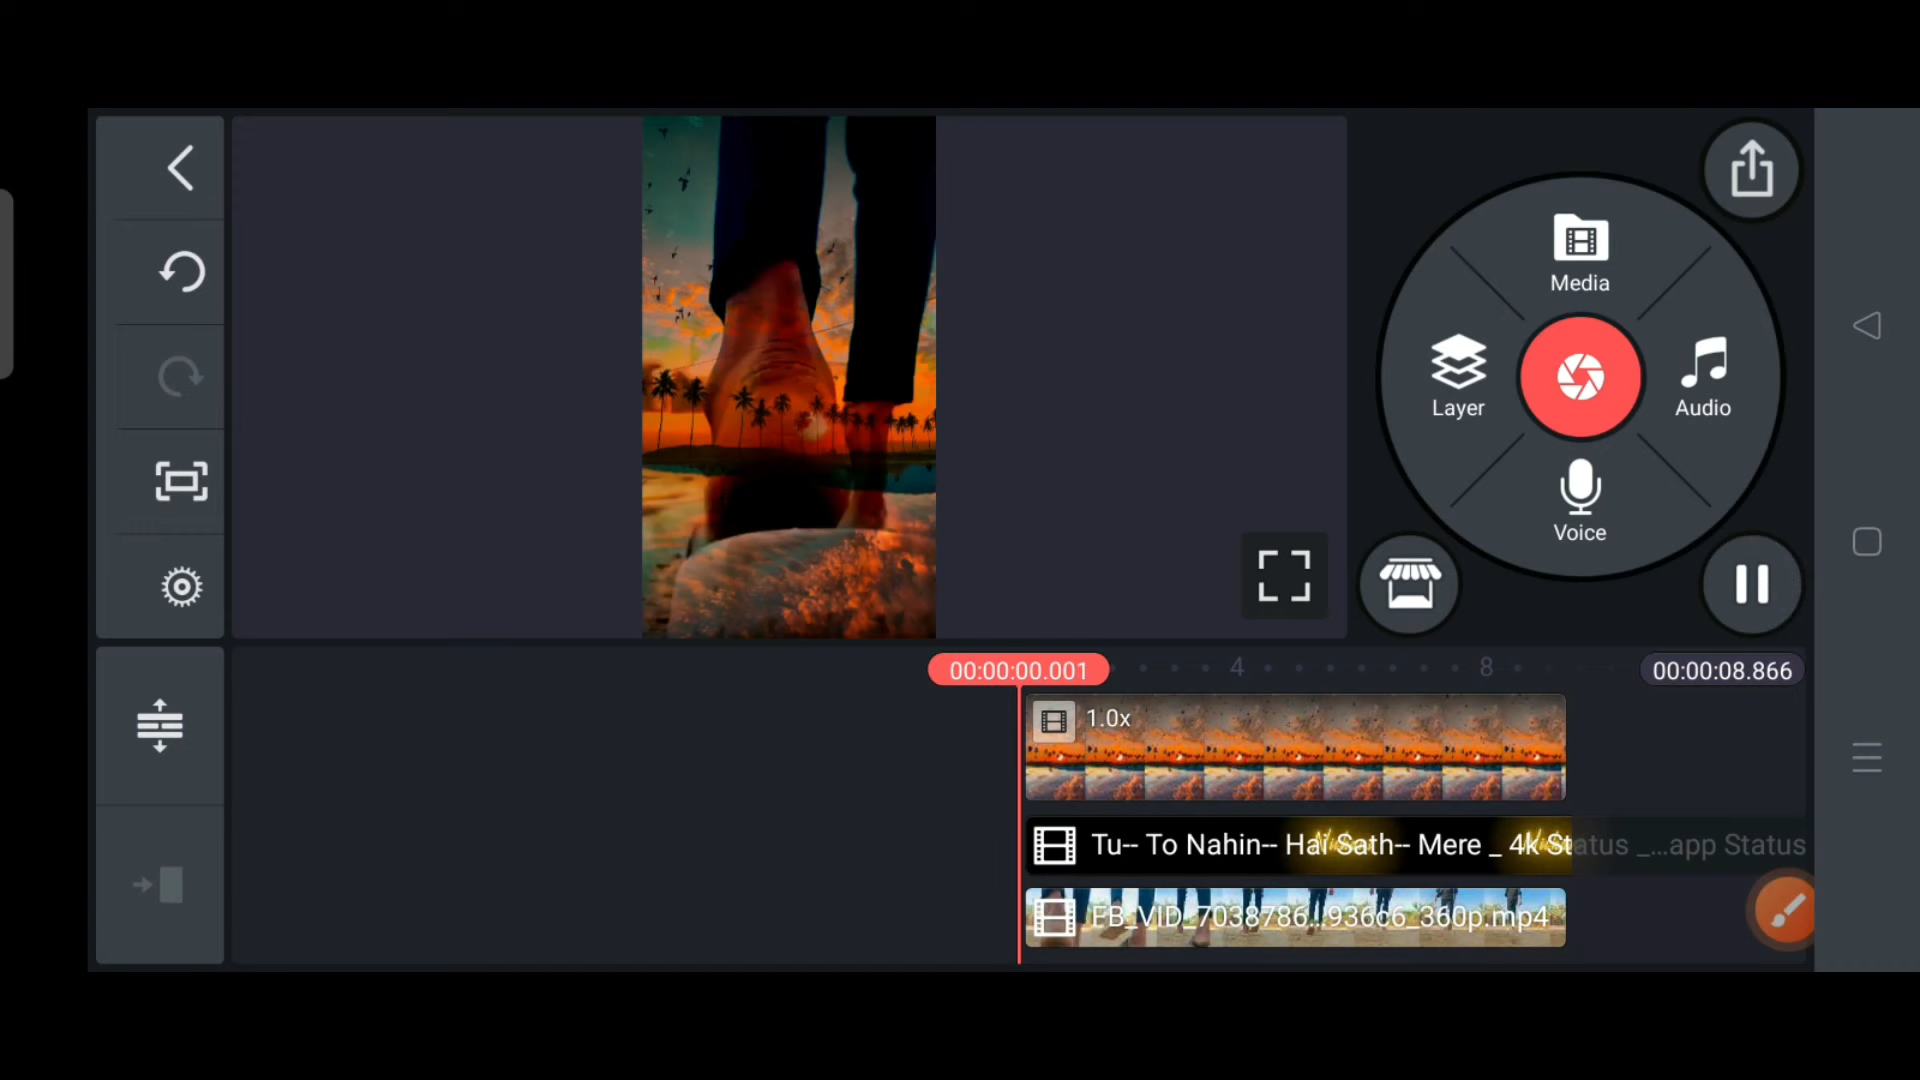 Media
Layer
Audio
Voice
00:00:00.001
4
8
00:00:08.866
1.0x
Tu-- To Nahin-- Hai Sath-- Mere _ 4k Status _...app Status
FB_VID_7038786...936c6_360p.mp4